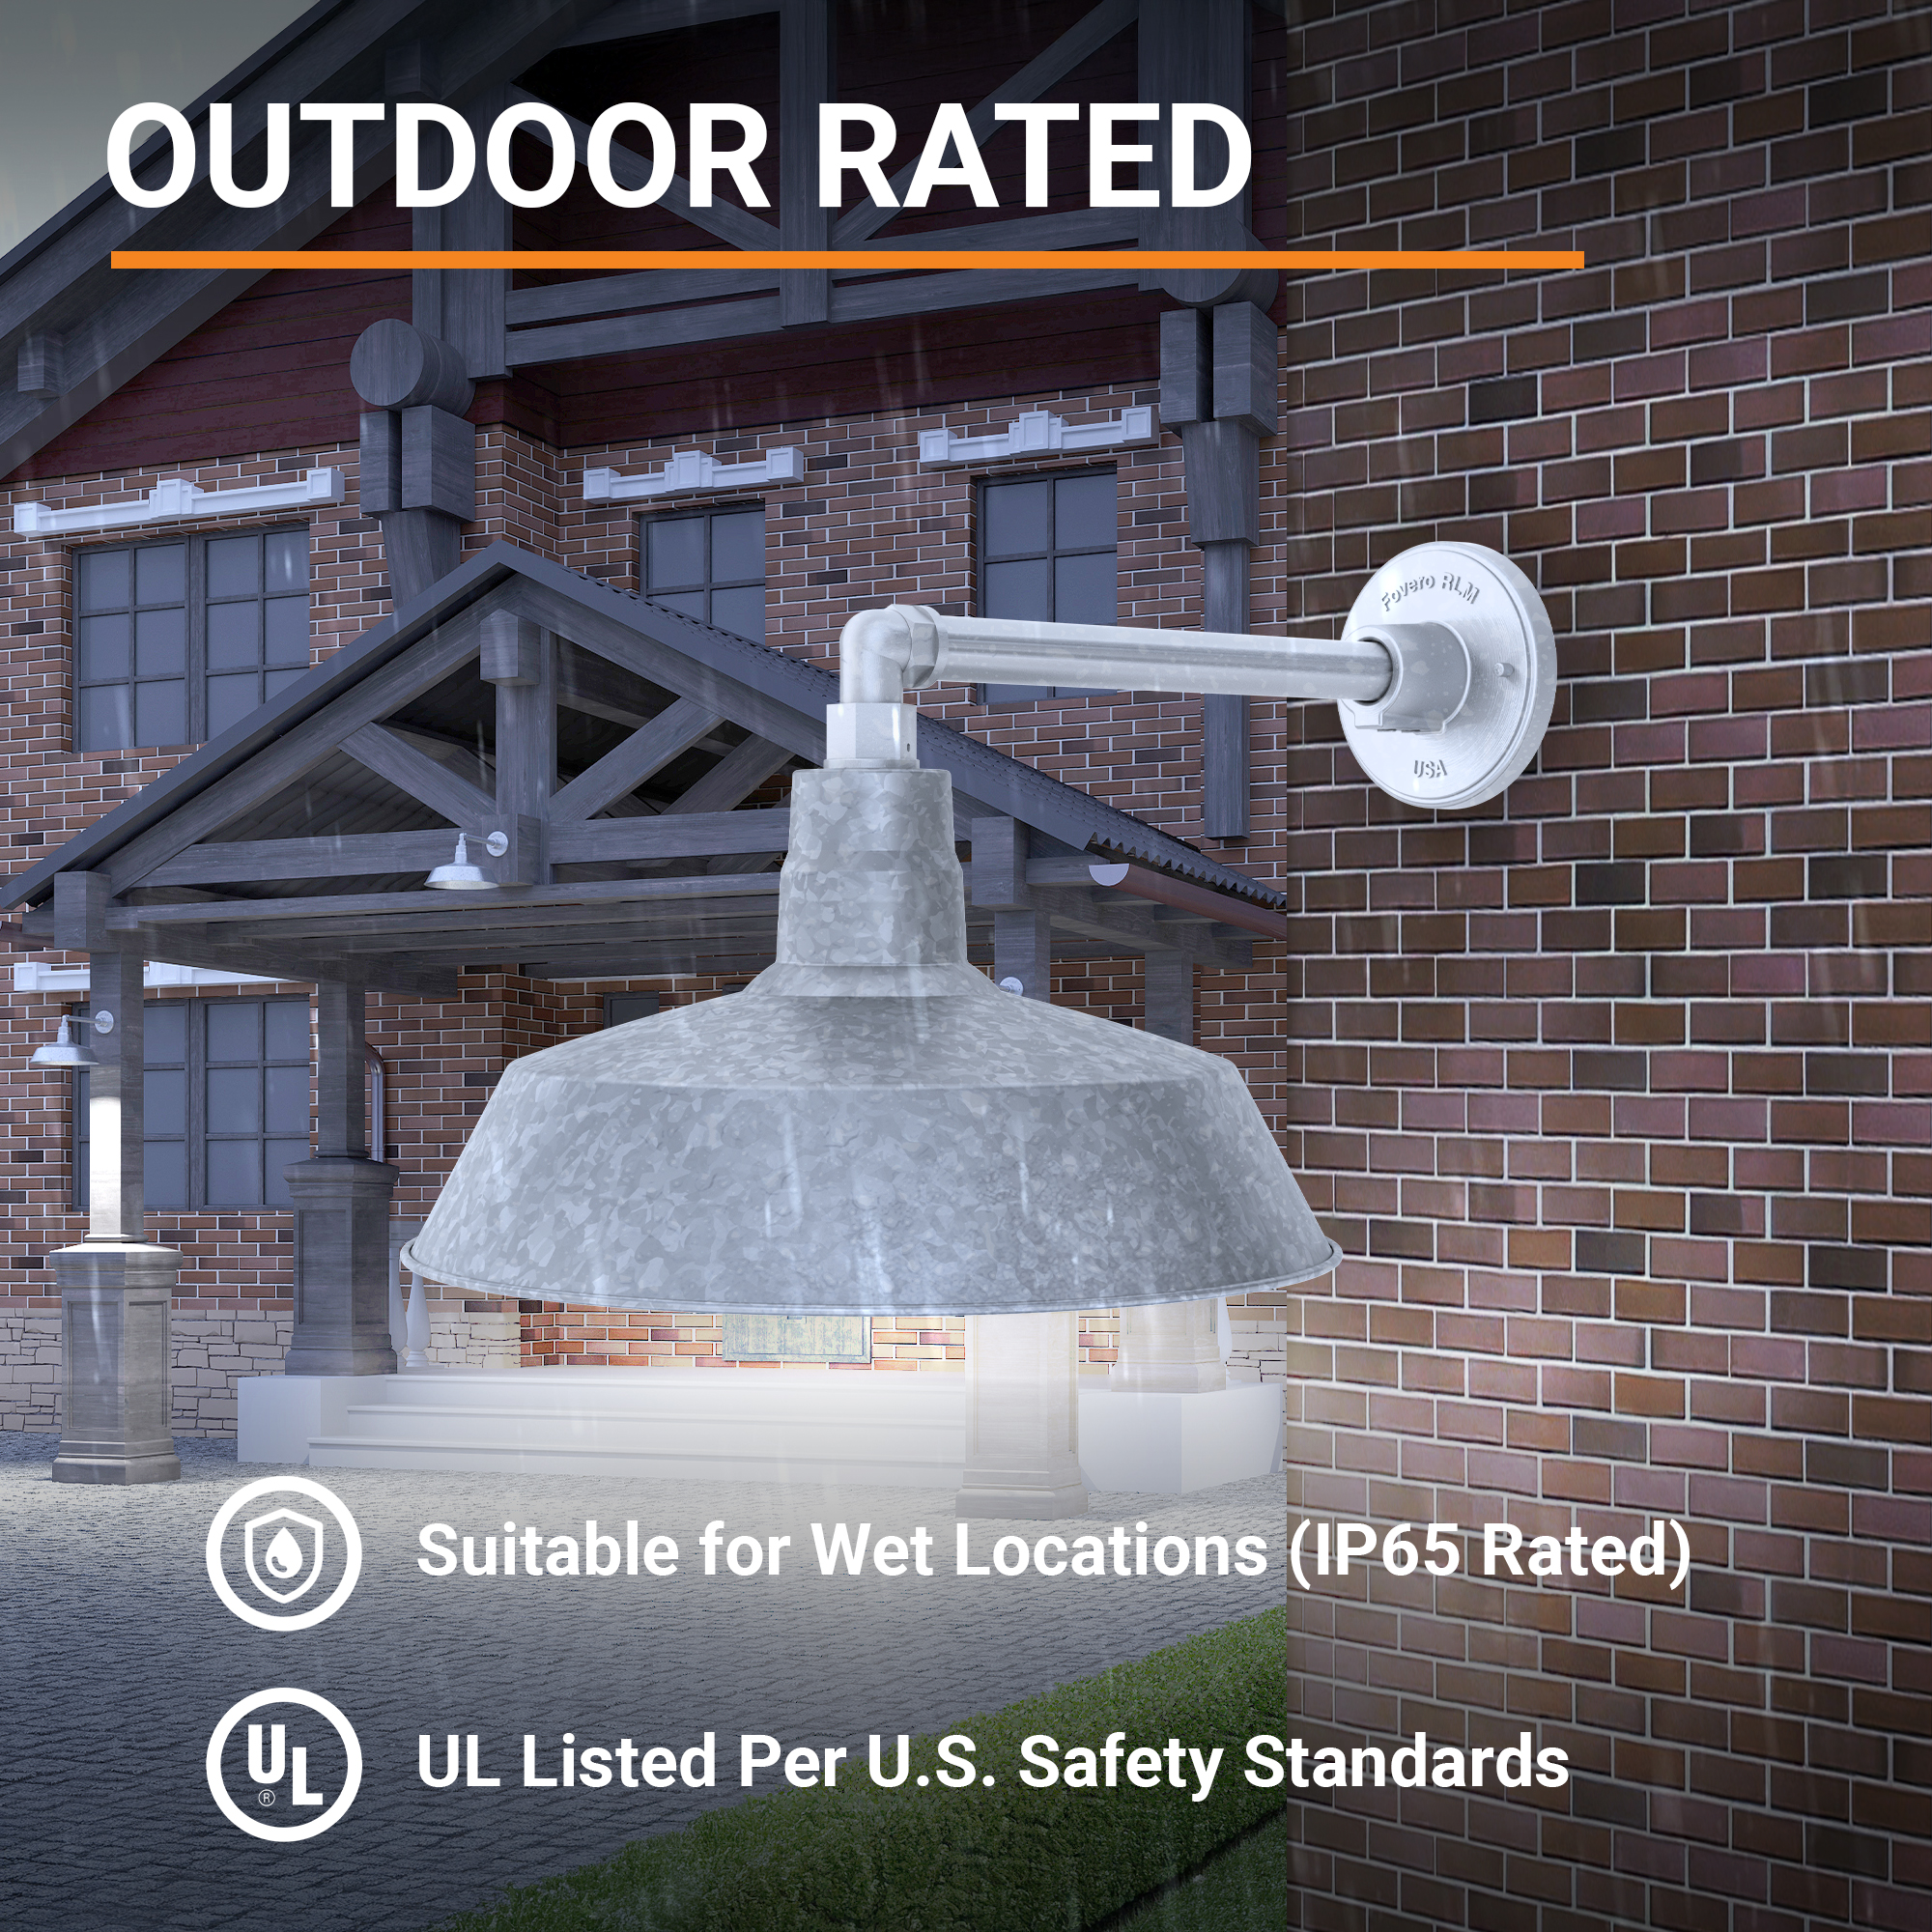 OUTDOOR RATED
Fovero RLM
USA
Suitable for Wet Locations (IP65 Rated)
UL ®
UL Listed Per U.S. Safety Standards